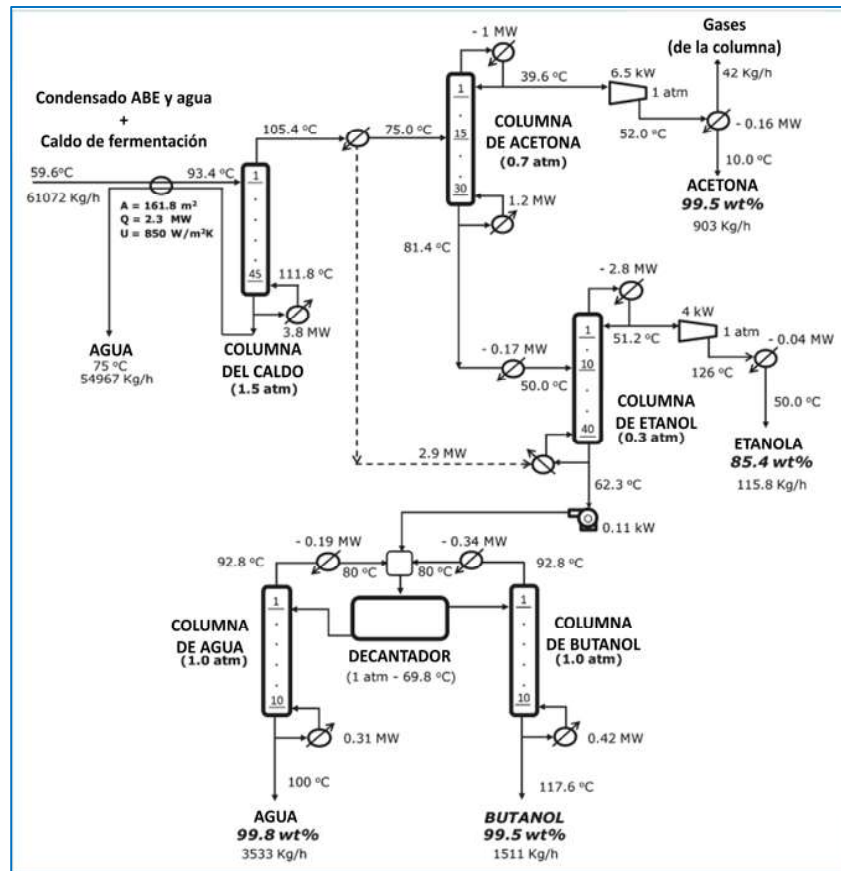 Gases
(de la columna)
42 Kg/h
- 1 MW
39.6 °C
6.5 kW
1 atm
52.0 °C
- 0.16 MW
10.0 °C
ACETONA
99.5 wt%
903 Kg/h
COLUMNA
DE ACETONA
(0.7 atm)
1
15
30
1.2 MW
81.4 °C
Condensado ABE y agua
+
Caldo de fermentación
105.4 °C
75.0 °C
59.6°C
93.4 °C
61072 Kg/h
A = 161.8 m²
Q = 2.3 MW
U = 850 W/m²K
1
45
111.8 °C
3.8 MW
AGUA
75 °C
54967 Kg/h
COLUMNA
DEL CALDO
(1.5 atm)
- 2.8 MW
4 kW
1 atm
- 0.04 MW
51.2 °C
126 °C
50.0 °C
ETANOLA
85.4 wt%
115.8 Kg/h
- 0.17 MW
50.0 °C
1
10
40
COLUMNA
DE ETANOL
(0.3 atm)
2.9 MW
62.3 °C
0.11 kW
- 0.19 MW
- 0.34 MW
92.8 °C
80 °C
80 °C
92.8 °C
COLUMNA
DE AGUA
(1.0 atm)
1
10
DECANTADOR
(1 atm - 69.8 °C)
1
10
COLUMNA
DE BUTANOL
(1.0 atm)
0.31 MW
0.42 MW
100 °C
117.6 °C
AGUA
99.8 wt%
3533 Kg/h
BUTANOL
99.5 wt%
1511 Kg/h